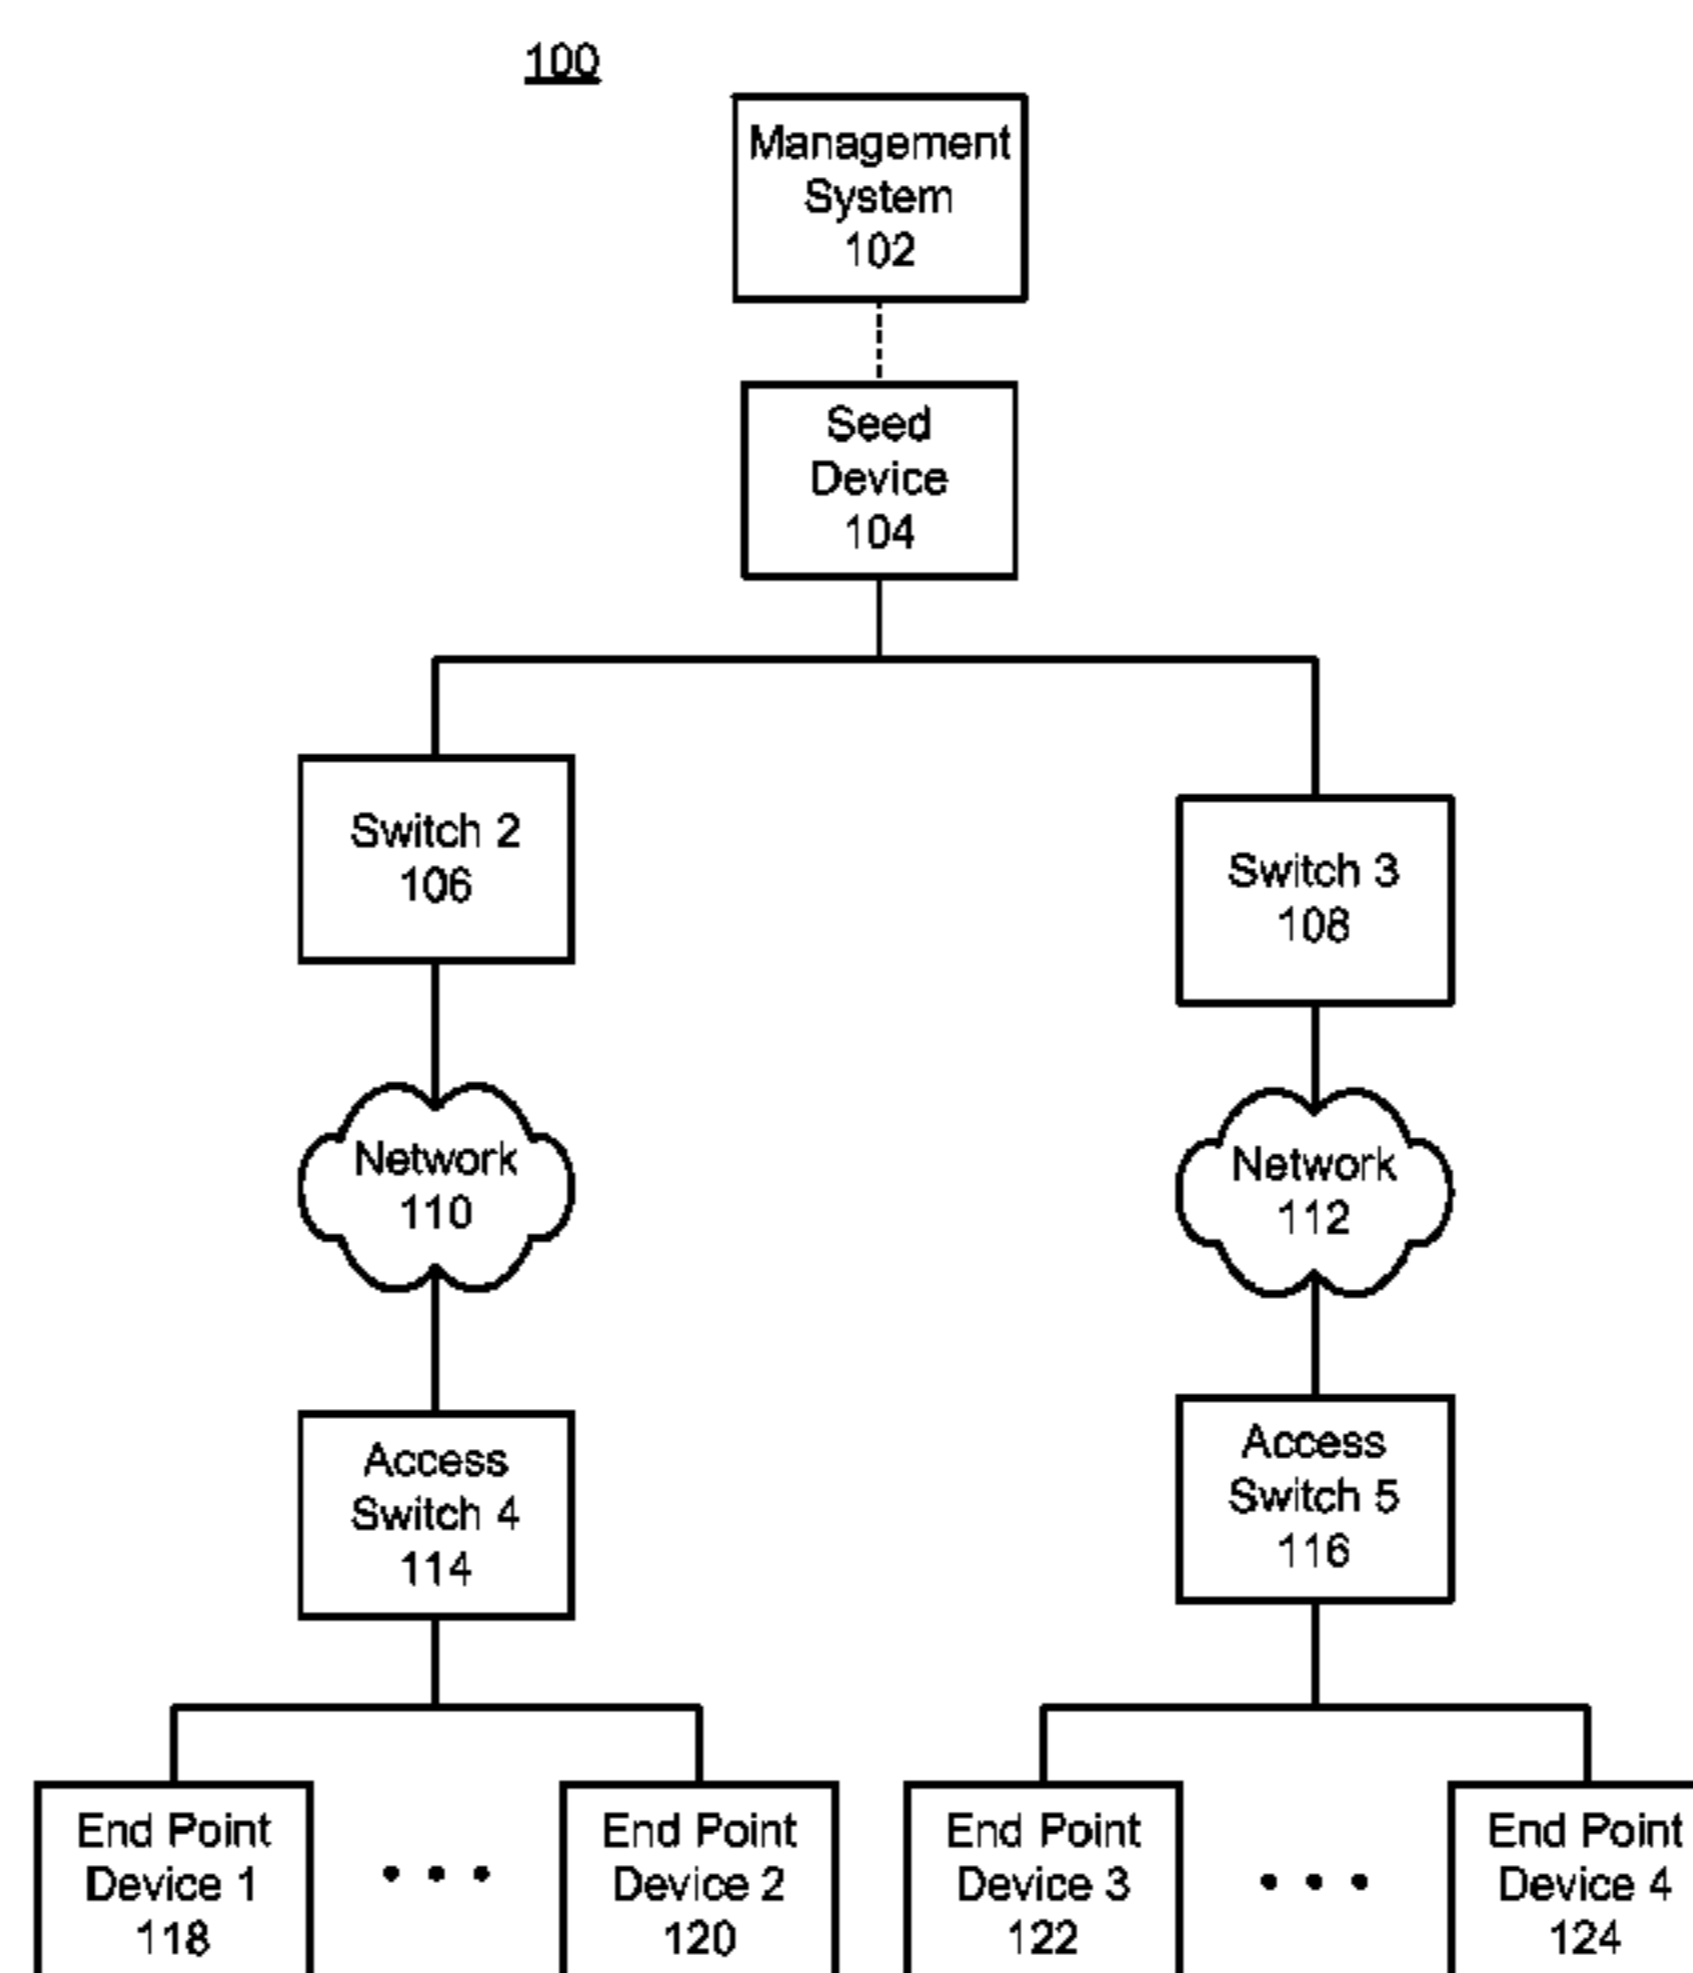 100
Management
System
102
Seed
Device
104
Switch 2
106
Switch 3
108
Network
110
Network
112
Access
Switch 4
114
Access
Switch 5
116
End Point
Device 1
118
End Point
Device 2
120
End Point
Device 3
122
End Point
Device 4
124